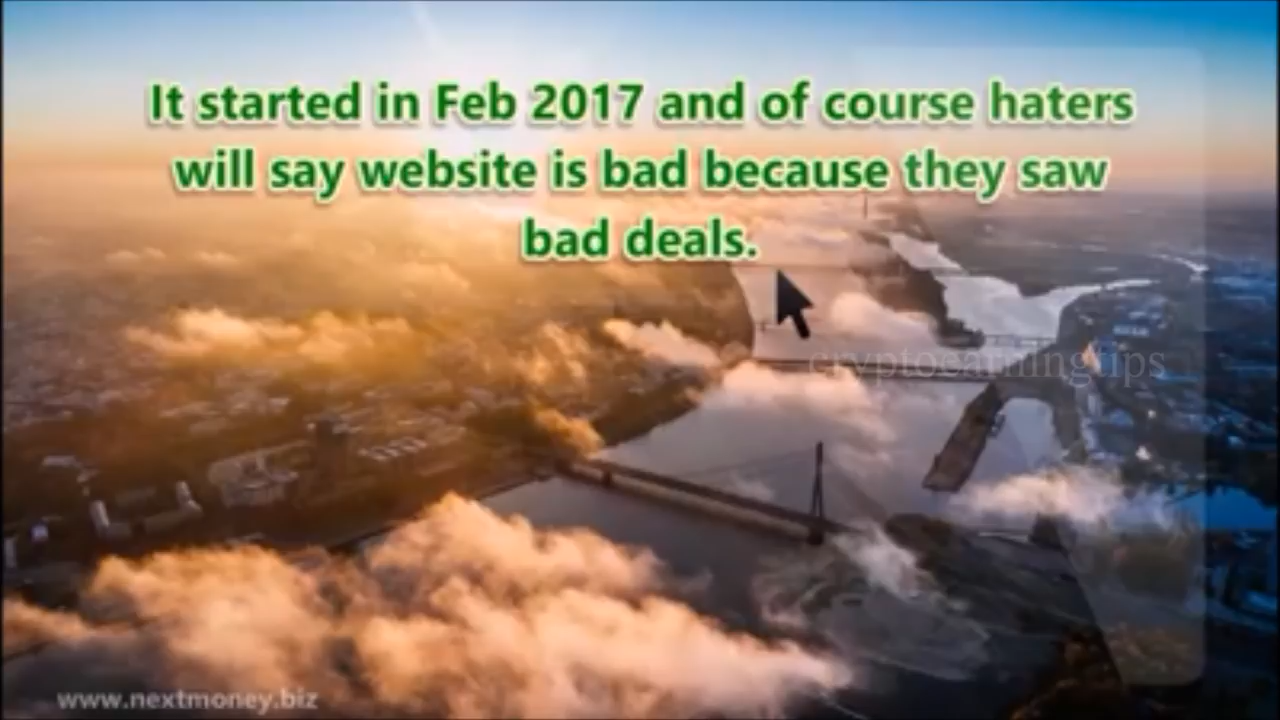 It started in Feb 2017 and of course haters
will say website is bad because they saw
bad deals.
cryptoearningtips
www.nextmoney.biz